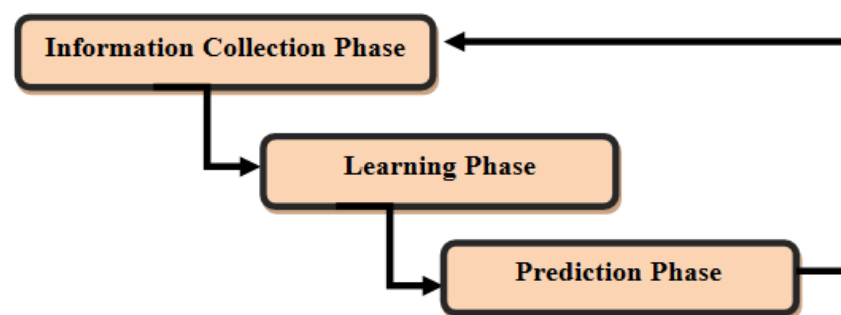 Information Collection Phase
Learning Phase
Prediction Phase